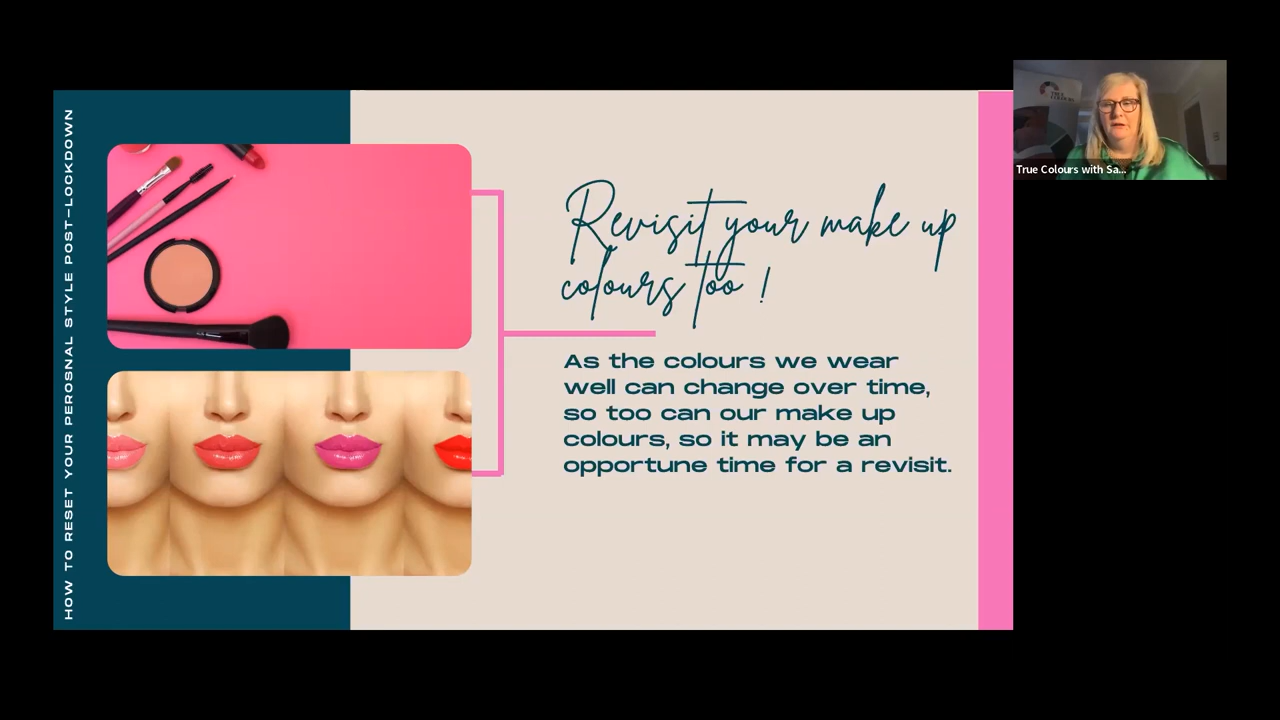 HOW TO RESET YOUR PEROSNAL STYLE POST-LOCKDOWN
Revisit your make up
colours too !
As the colours we wear
well can change over time,
so too can our make up
colours, so it may be an
opportune time for a revisit.
True Colours with Sa...